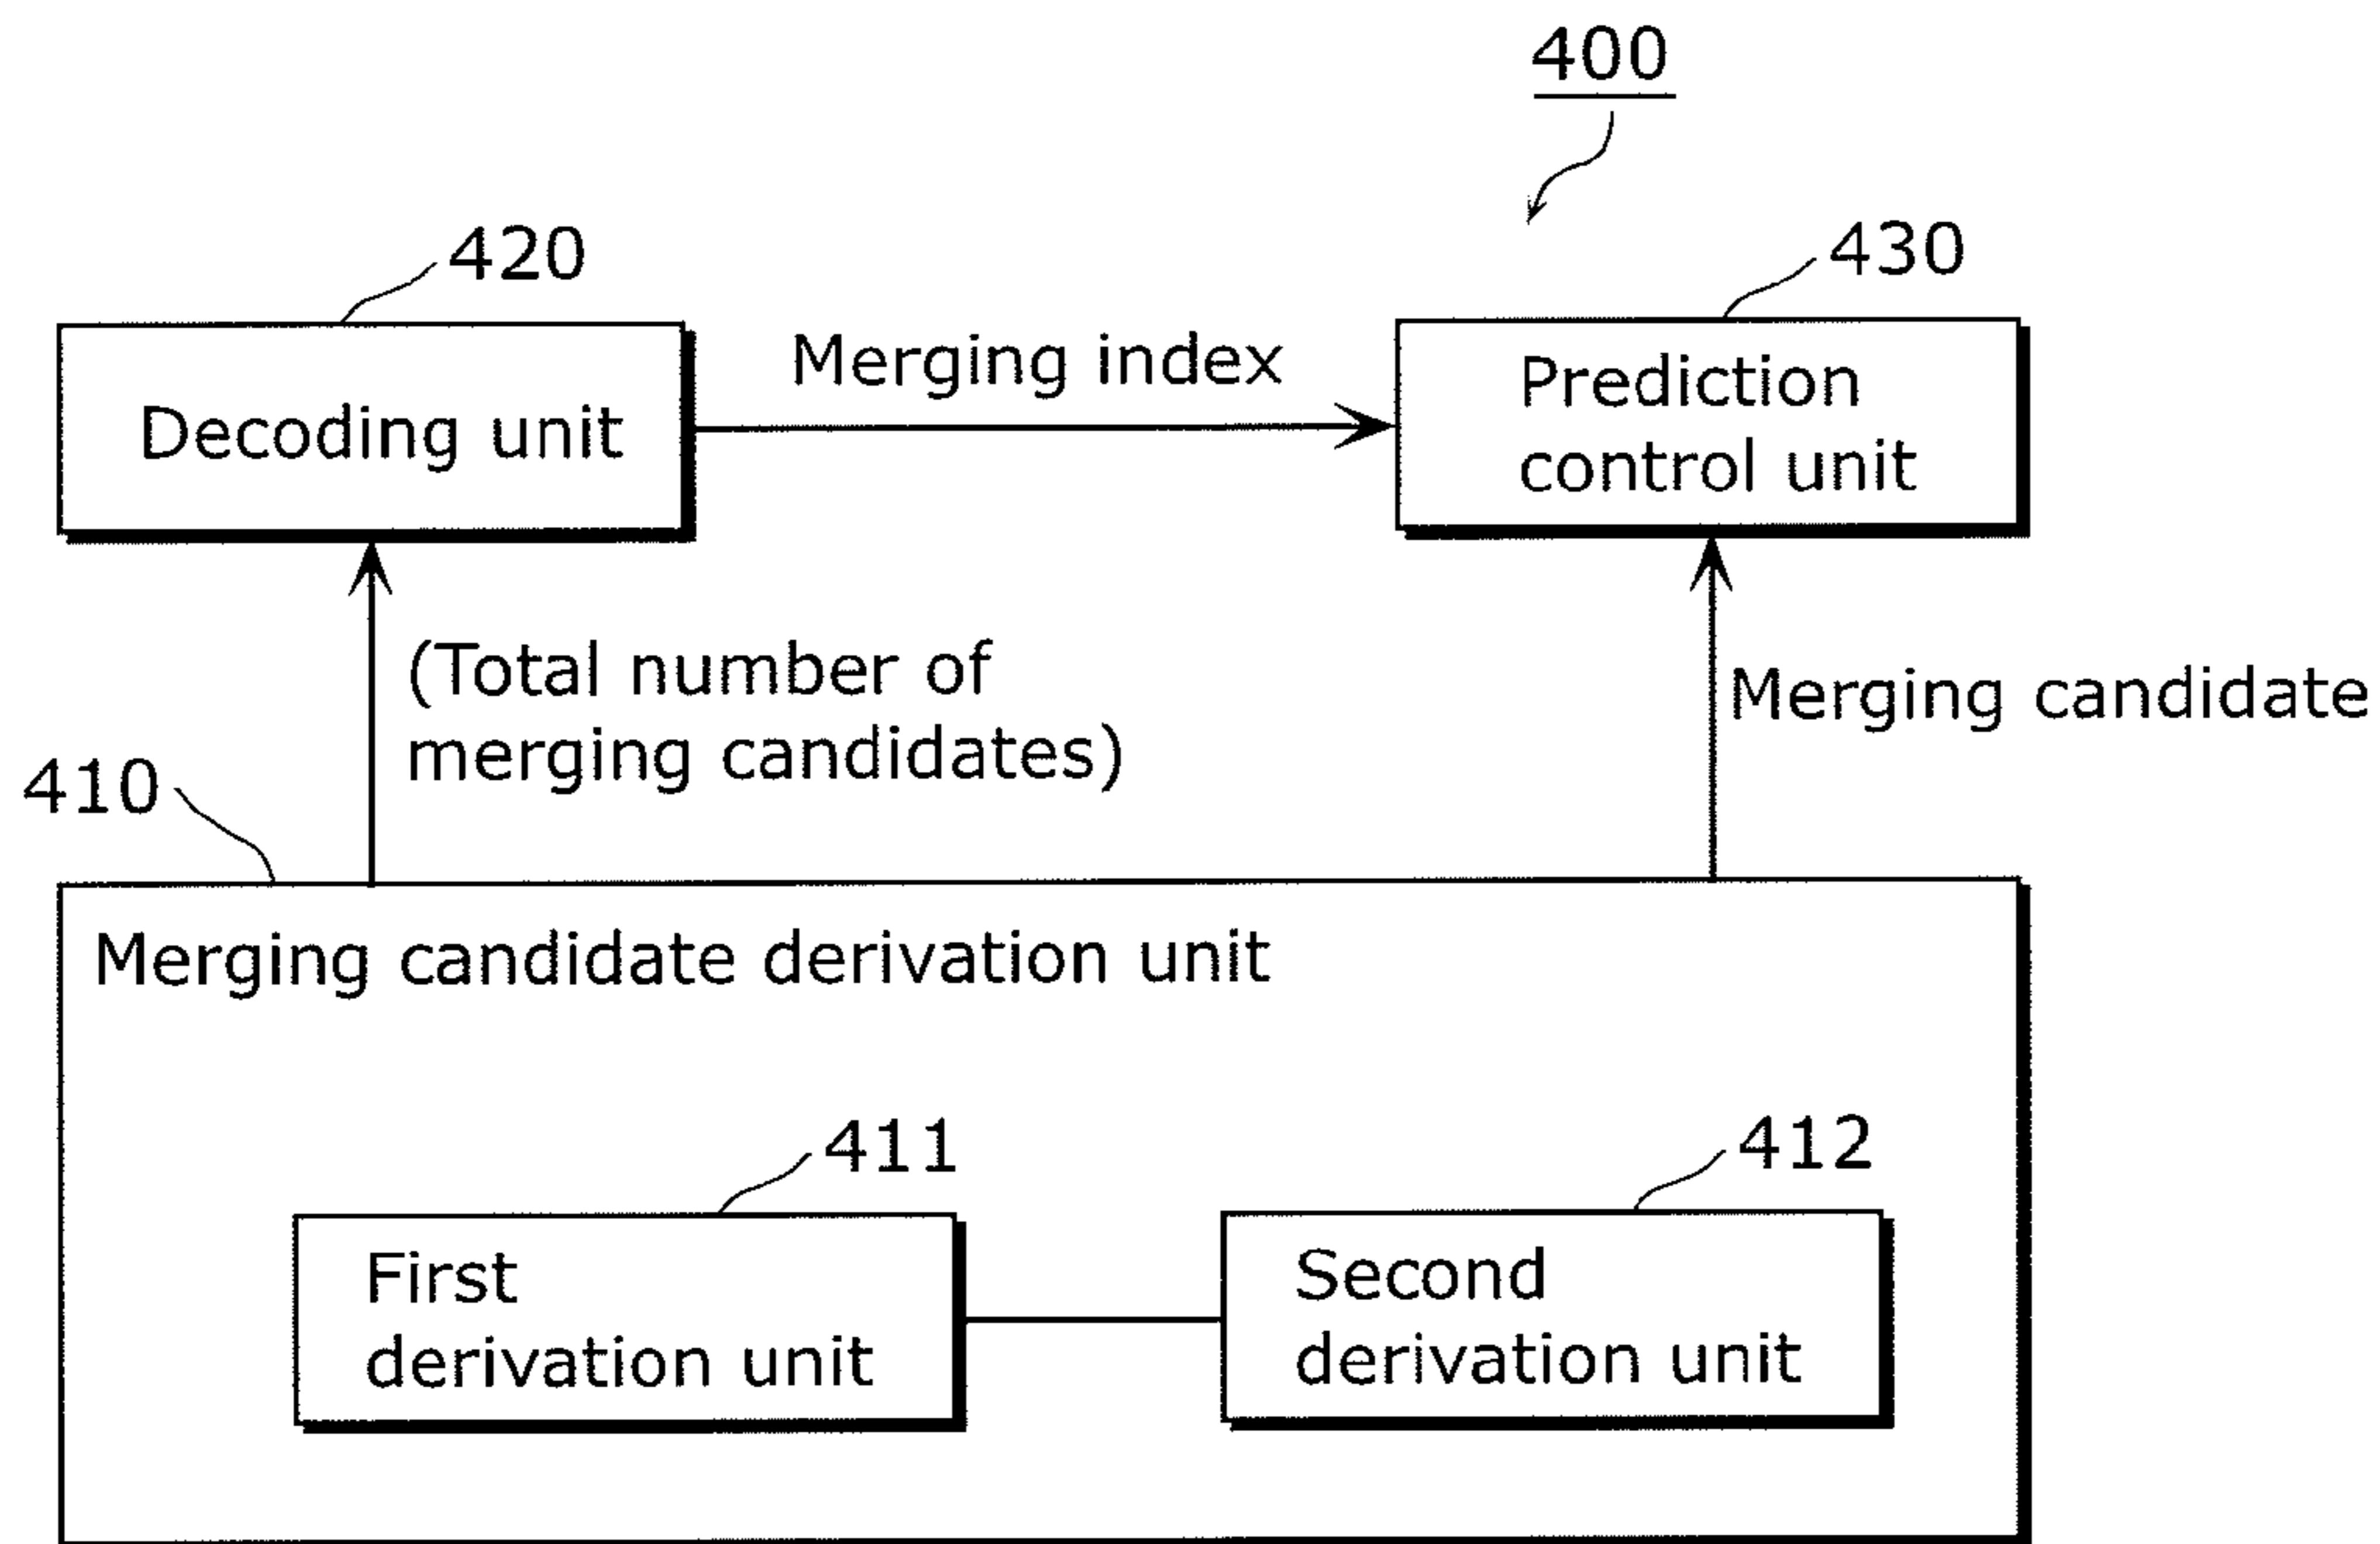 400
420
430
Decoding unit
Merging index
Prediction
control unit
(Total number of
merging candidates)
Merging candidate
410
Merging candidate derivation unit
411
412
First
derivation unit
Second
derivation unit